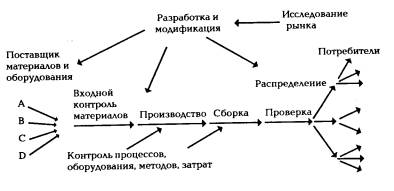 Разработка и
модификация
Исследование
рынка
Поставщик
материалов и
оборудования
Потребители
Распределение
A
B
C
D
Входной
контроль
материалов
Производство
Сборка
Проверка
Контроль процессов,
оборудования, методов, затрат